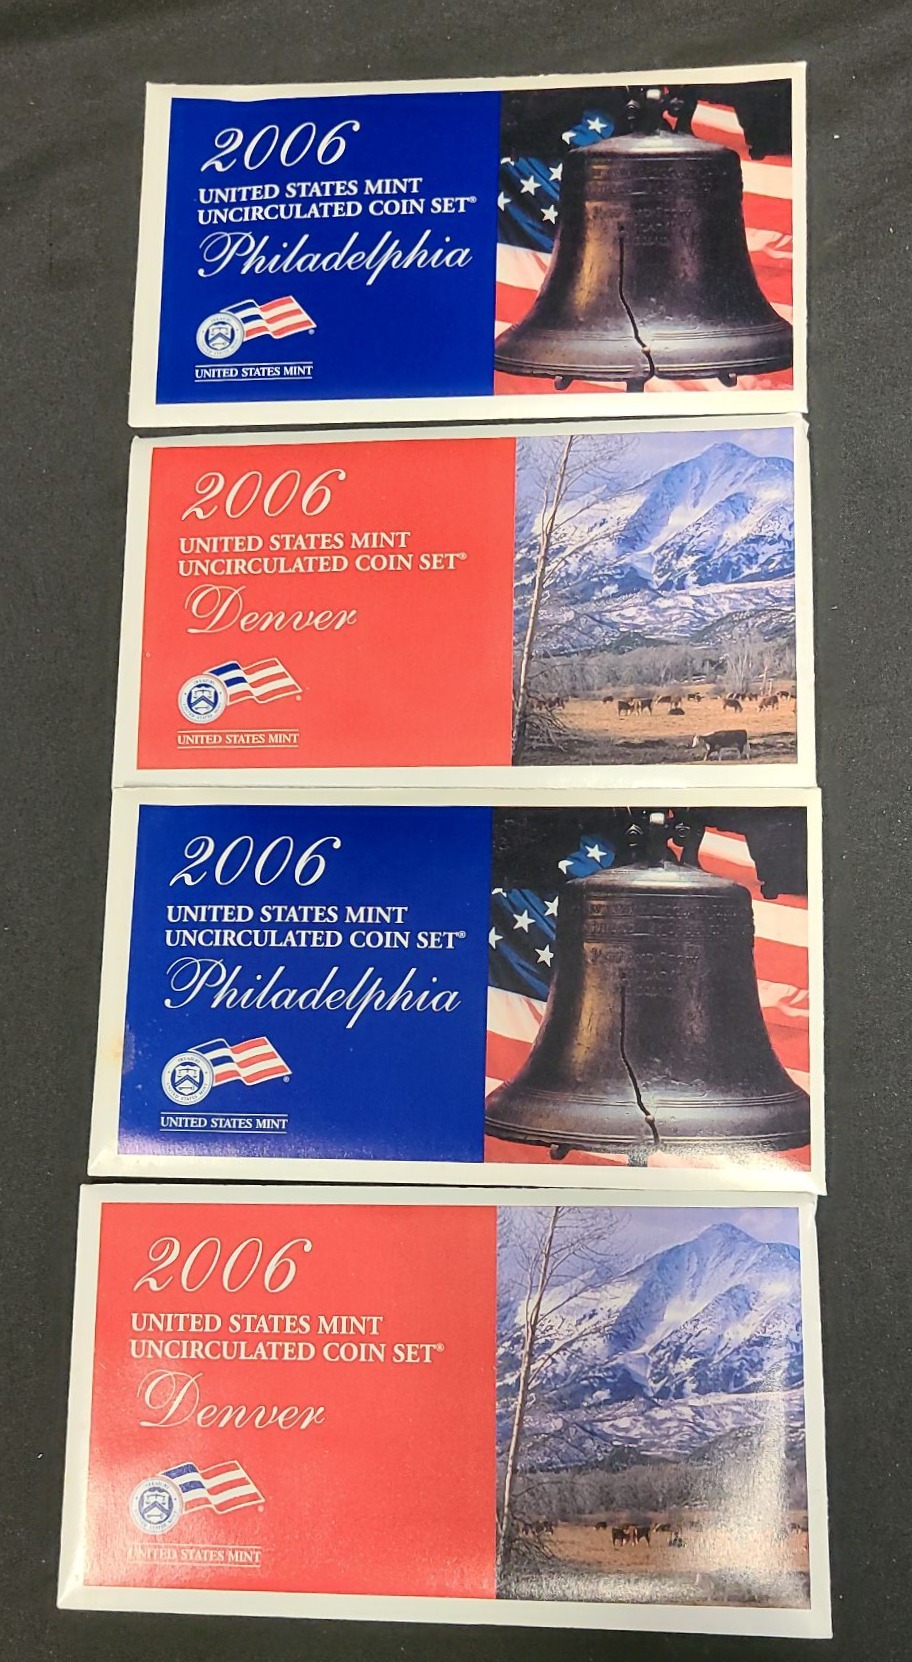 2006
UNITED STATES MINT
UNCIRCULATED COIN SET®
Philadelphia
UNITED STATES MINT
2006
UNITED STATES MINT
UNCIRCULATED COIN SET®
Denver
UNITED STATES MINT
2006
UNITED STATES MINT
UNCIRCULATED COIN SET®
Philadelphia
UNITED STATES MINT
2006
UNITED STATES MINT
UNCIRCULATED COIN SET®
Denver
UNITED STATES MINT